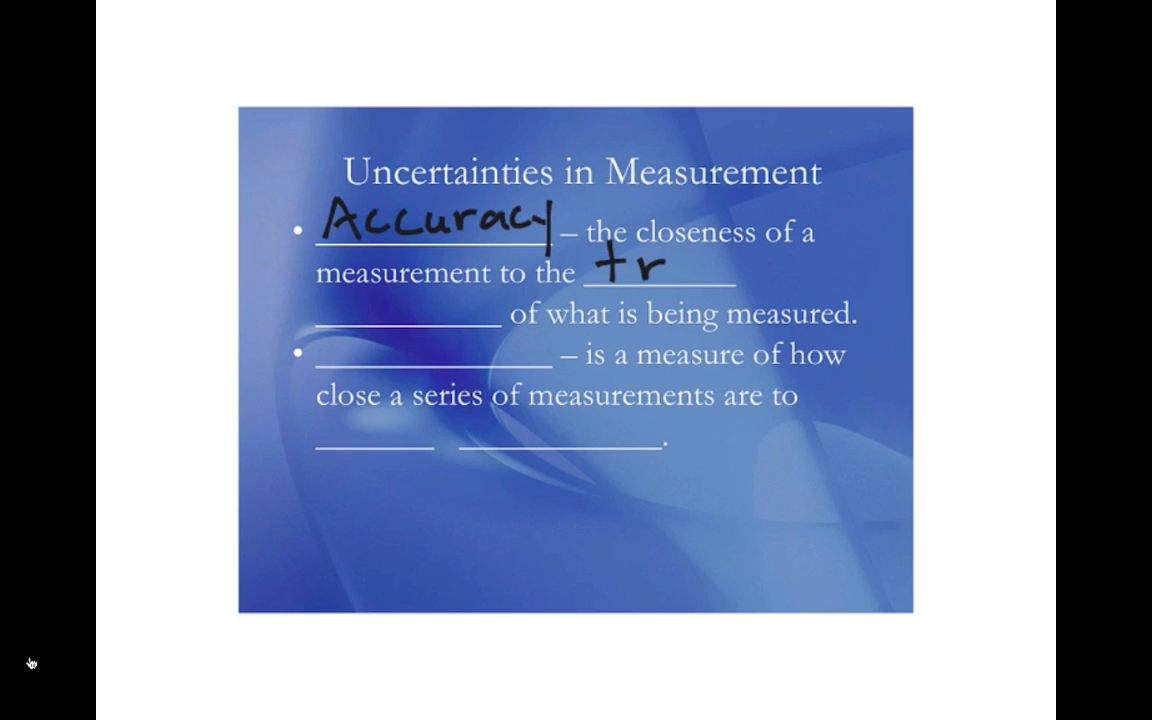 Uncertainties in Measurement
• Accuracy – the closeness of a
measurement to the tr
of what is being measured.
• – is a measure of how
close a series of measurements are to
.